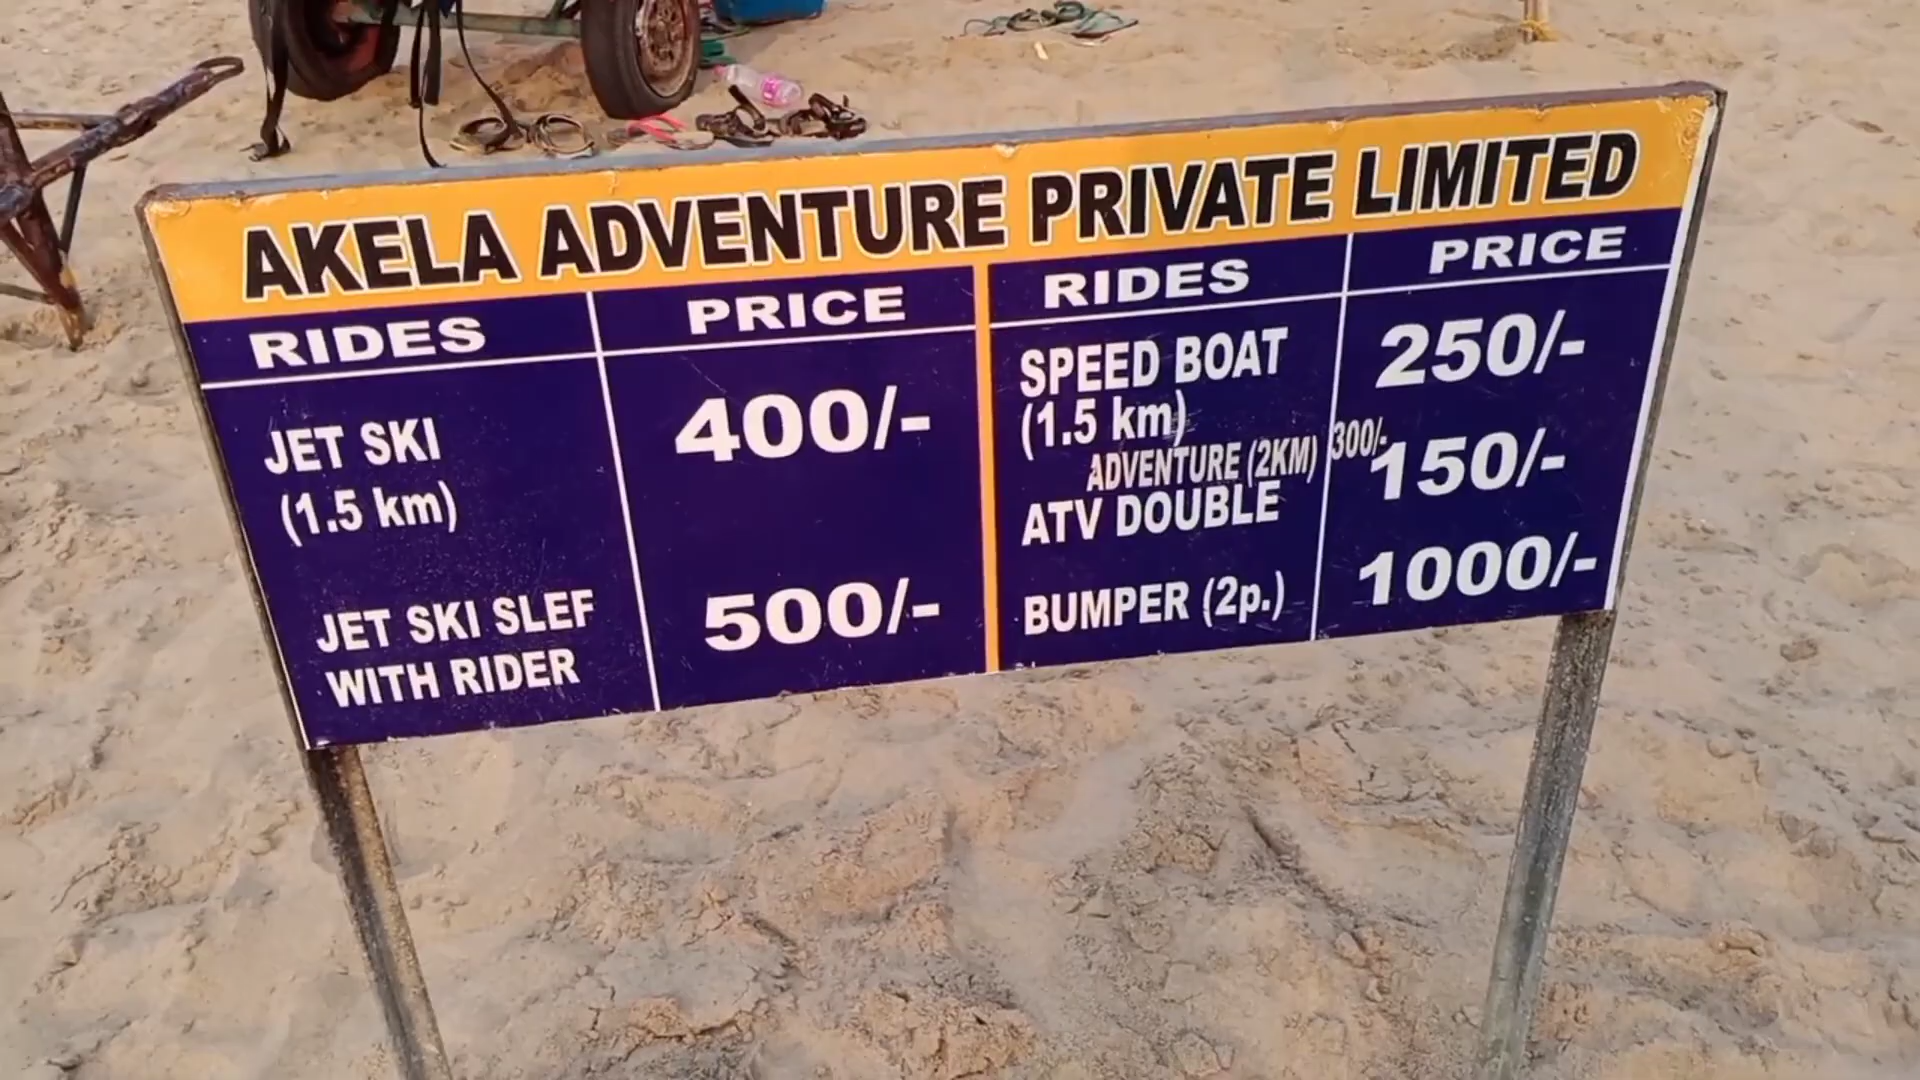 AKELA ADVENTURE PRIVATE LIMITED
RIDES PRICE
JET SKI 400/-
(1.5 km)
JET SKI SLEF 500/-
WITH RIDER
RIDES PRICE
SPEED BOAT 250/-
(1.5 km)
ADVENTURE (2KM) 300/-
ATV DOUBLE 150/-
BUMPER (2p.) 1000/-